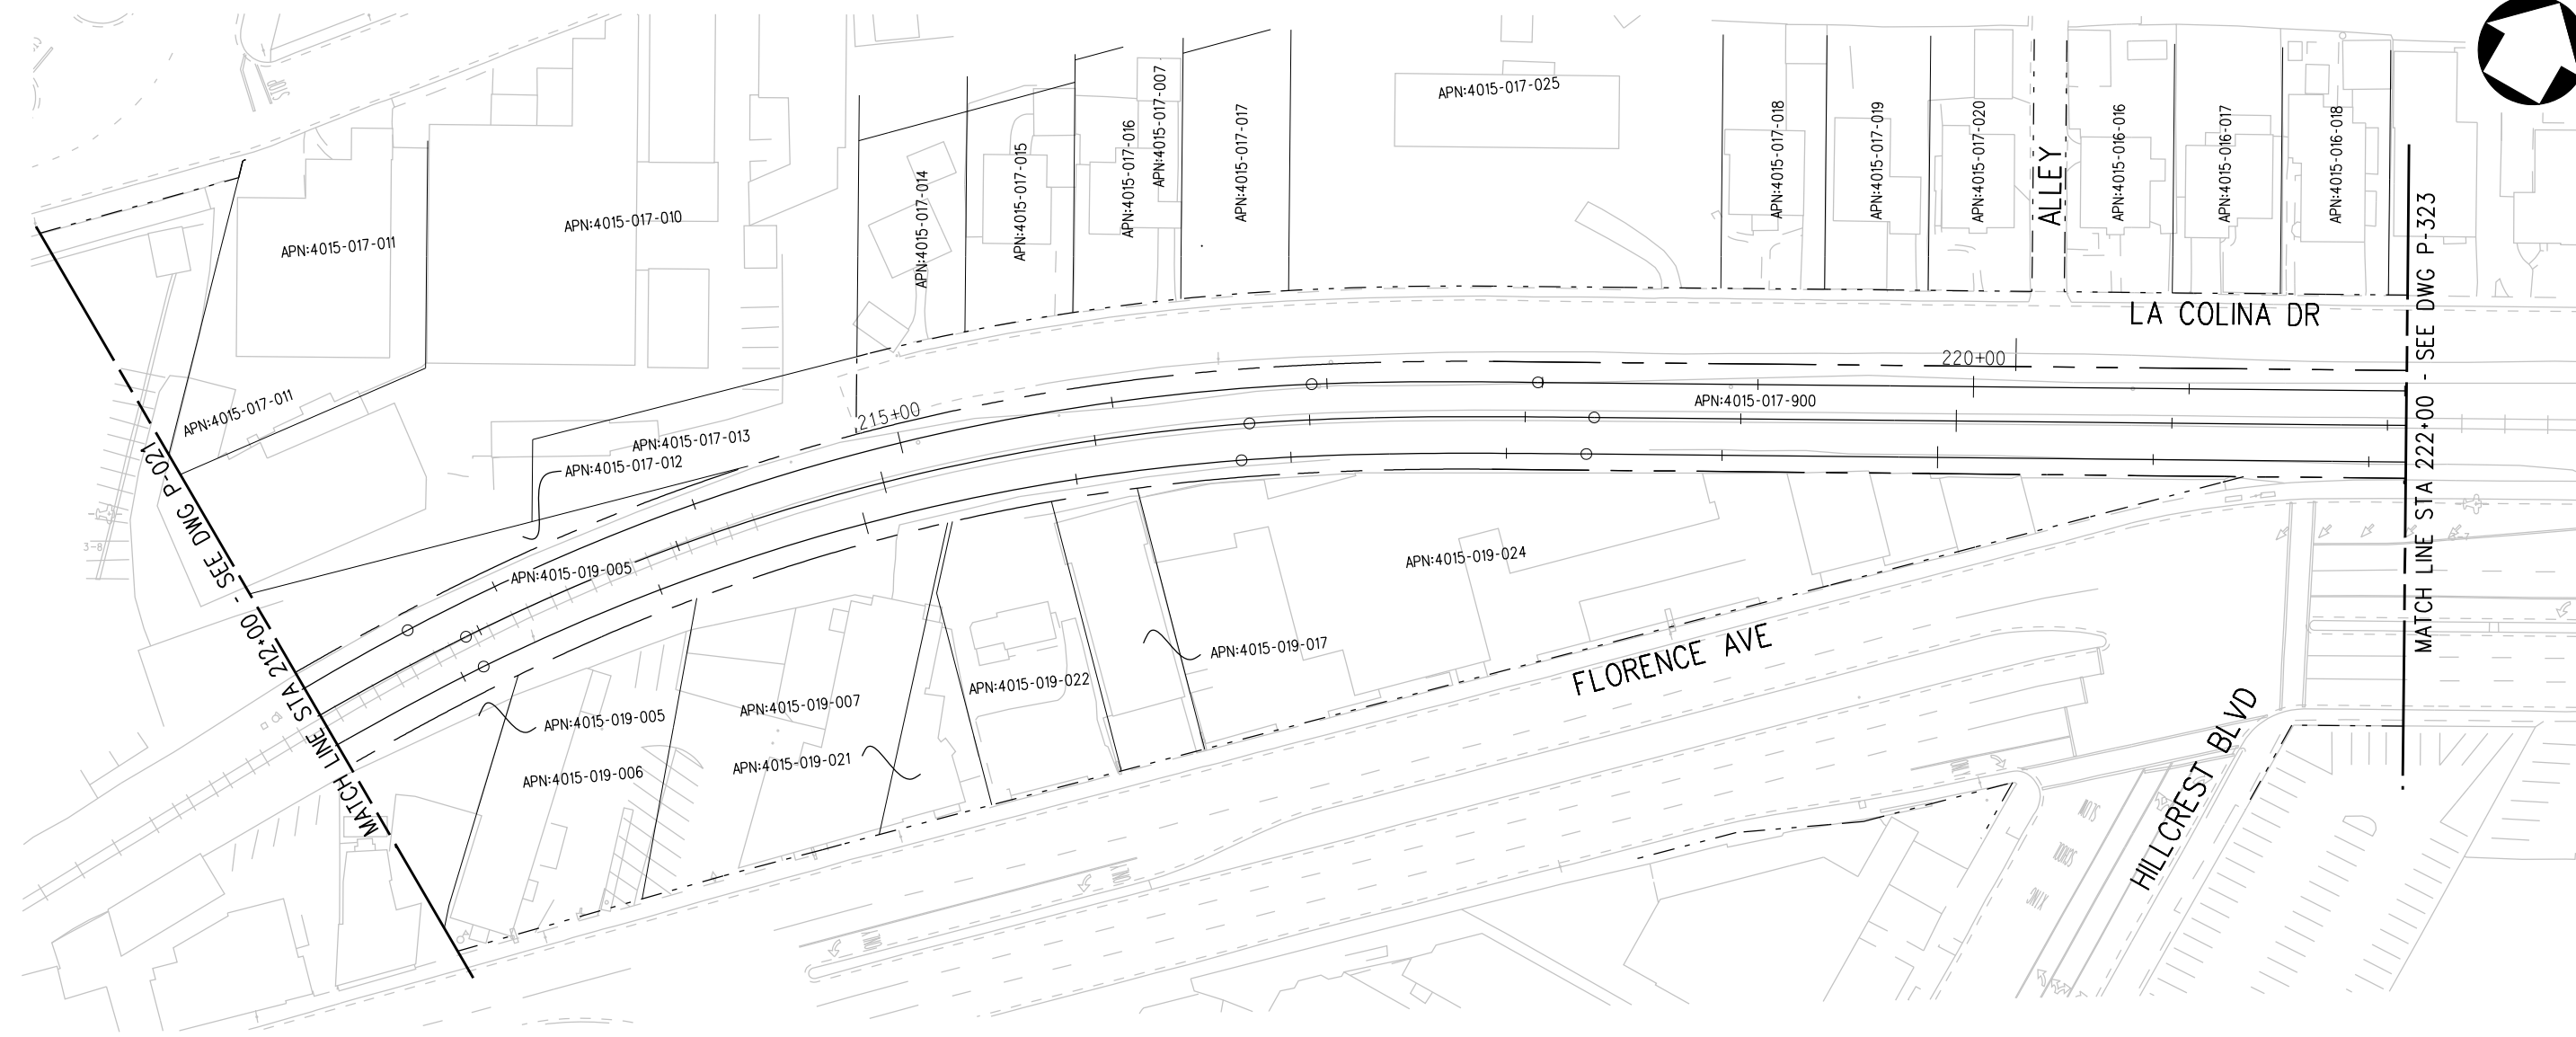 APN:4015-017-011
APN:4015-017-010
APN:4015-017-014
APN:4015-017-015
APN:4015-017-016
APN:4015-017-007
APN:4015-017-017
APN:4015-017-025
APN:4015-017-018
APN:4015-017-019
APN:4015-017-020
ALLEY
APN:4015-016-016
APN:4015-016-017
APN:4015-016-018
LA COLINA DR
220+00
215+00
APN:4015-017-900
APN:4015-017-011
APN:4015-017-013
APN:4015-017-012
APN:4015-019-005
APN:4015-019-024
APN:4015-019-017
APN:4015-019-022
APN:4015-019-007
APN:4015-019-005
APN:4015-019-021
APN:4015-019-006
FLORENCE AVE
HILLCREST BLVD
MATCH LINE STA 212+00 - SEE DWG P-021
MATCH LINE STA 222+00 - SEE DWG P-323
3-8